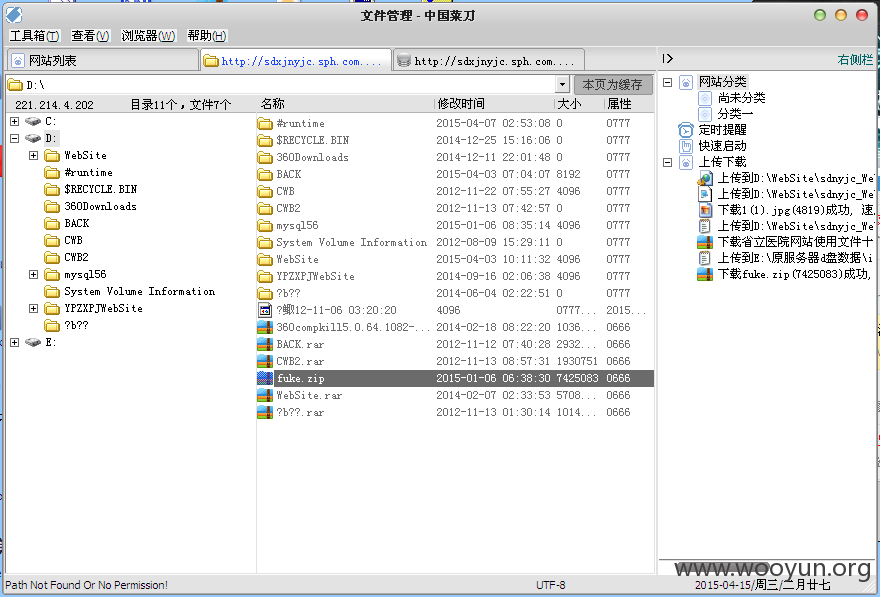 文件管理 - 中国菜刀
工具箱(T) 查看(V) 浏览器(W) 帮助(H)
网站列表 http://sdxjnyjc.sph.com.... http://sdxjnyjc.sph.com.... 右侧栏
D:\ 本页为缓存
221.214.4.202 目录11个，文件7个
C:
D:
WebSite
#runtime
$RECYCLE.BIN
360Downloads
BACK
CWB
CWB2
mysql56
System Volume Information
YPZXPJWebSite
?b??
E:
名称 修改时间 大小 属性
#runtime 2015-04-07 02:53:08 0 0777
$RECYCLE.BIN 2014-12-25 15:16:06 0 0777
360Downloads 2014-12-11 22:01:48 0 0777
BACK 2015-04-03 07:04:07 8192 0777
CWB 2012-11-22 07:55:27 4096 0777
CWB2 2012-11-13 07:42:57 0 0777
mysql56 2015-01-06 08:35:14 4096 0777
System Volume Information 2012-08-09 15:29:11 0 0777
WebSite 2015-04-03 10:11:32 4096 0777
YPZXPJWebSite 2014-09-16 02:06:38 4096 0777
?b?? 2014-06-04 02:22:51 0 0777
12-11-06 03:20:20 4096 0777... 2015...
360compkill5.0.64.1082-... 2014-02-18 08:22:20 1036... 0666
BACK.rar 2012-11-12 07:40:28 2932... 0666
CWB2.rar 2012-11-13 08:57:31 1930751 0666
fuke.zip 2015-01-06 06:38:30 7425083 0666
WebSite.rar 2014-02-07 02:33:53 5708... 0666
?b??.rar 2012-11-13 01:30:14 1014... 0666
网站分类
尚未分类
分类一
定时提醒
快速启动
上传下载
上传到D:\WebSite\sdnyjc_We
上传到D:\WebSite\sdnyjc_We
下载1(1).jpg(4819)成功, 速
上传到D:\WebSite\sdnyjc_We
下载省立医院网站使用文件十
上传到E:\原服务器d盘数据\i
下载fuke.zip(7425083)成功,
www.wooyun.org
Path Not Found Or No Permission! UTF-8 2015-04-15/周三/二月廿七